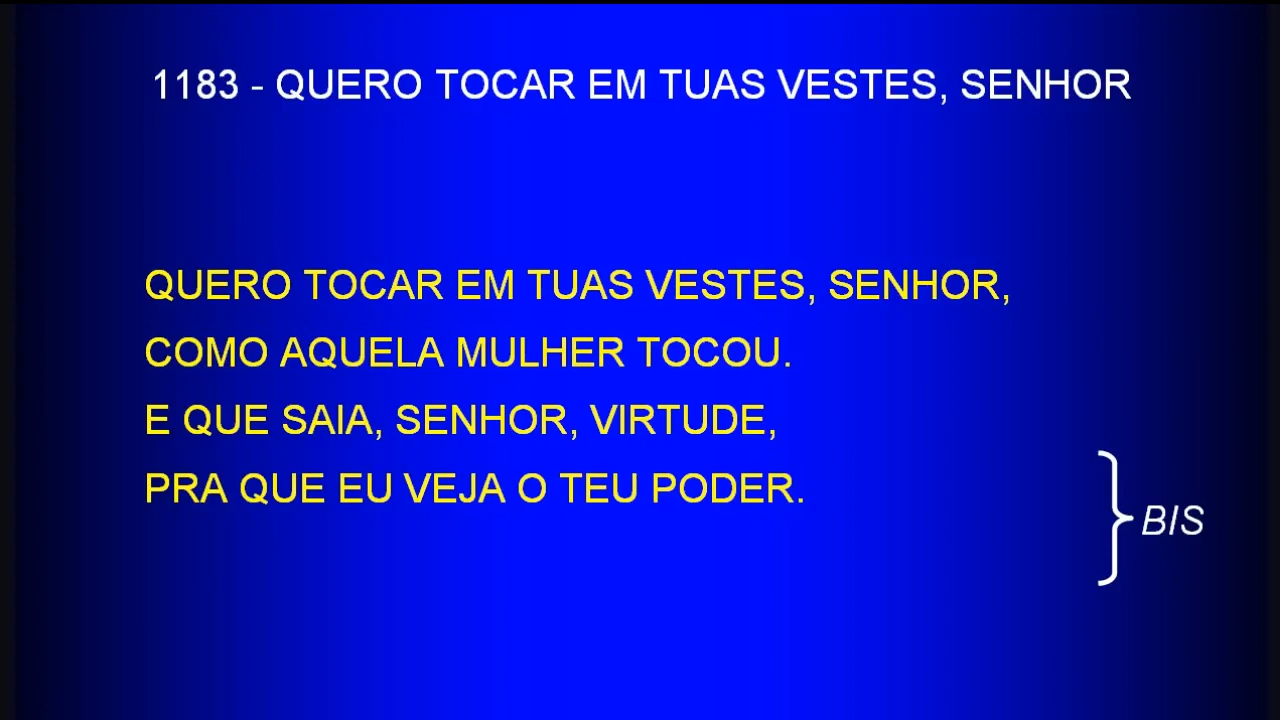 1183 - QUERO TOCAR EM TUAS VESTES, SENHOR
QUERO TOCAR EM TUAS VESTES, SENHOR,
COMO AQUELA MULHER TOCOU.
E QUE SAIA, SENHOR, VIRTUDE,
PRA QUE EU VEJA O TEU PODER.
BIS